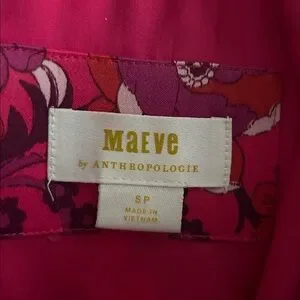 MaEve
by ANTHROPOLOGIE
SP
MADE IN
VIETNAM